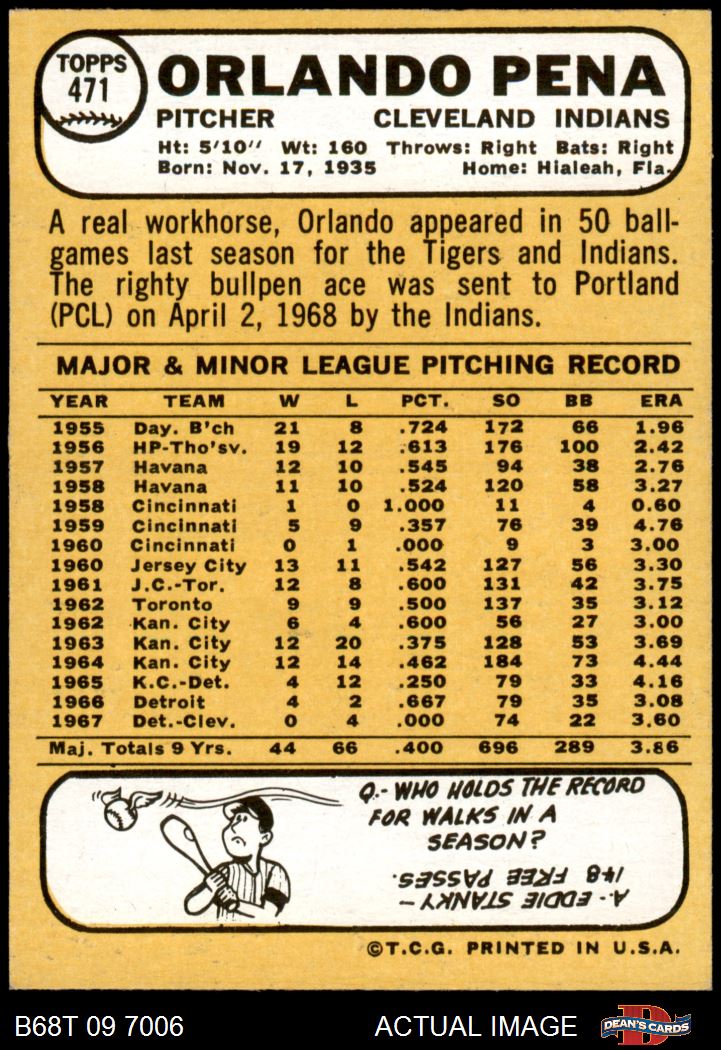 TOPPS
471
ORLANDO PENA
PITCHER CLEVELAND INDIANS
Ht: 5'10" Wt: 160 Throws: Right Bats: Right
Born: Nov. 17, 1935 Home: Hialeah, Fla.
A real workhorse, Orlando appeared in 50 ball-
games last season for the Tigers and Indians.
The righty bullpen ace was sent to Portland
(PCL) on April 2, 1968 by the Indians.
MAJOR & MINOR LEAGUE PITCHING RECORD
YEAR TEAM W L PCT. SO BB ERA
1955 Day. B'ch 21 8 .724 172 66 1.96
1956 HP-Tho'sv. 19 12 .613 176 100 2.42
1957 Havana 12 10 .545 94 38 2.76
1958 Havana 11 10 .524 120 58 3.27
1958 Cincinnati 1 0 1.000 11 4 0.60
1959 Cincinnati 5 9 .357 76 39 4.76
1960 Cincinnati 0 1 .000 9 3 3.00
1960 Jersey City 13 11 .542 127 56 3.30
1961 J.C.-Tor. 12 8 .600 131 42 3.75
1962 Toronto 9 9 .500 137 35 3.12
1962 Kan. City 6 4 .600 56 27 3.00
1963 Kan. City 12 20 .375 128 53 3.69
1964 Kan. City 12 14 .462 184 73 4.44
1965 K.C.-Det. 4 12 .250 79 33 4.16
1966 Detroit 4 2 .667 79 35 3.08
1967 Det.-Clev. 0 4 .000 74 22 3.60
Maj. Totals 9 Yrs. 44 66 .400 696 289 3.86
Q.- WHO HOLDS THE RECORD
FOR WALKS IN A
SEASON?
A.- EDDIE STANKY—
148 FREE PASSES.
©T.C.G. PRINTED IN U.S.A.
B68T 09 7006 ACTUAL IMAGE DEAN'S CARDS